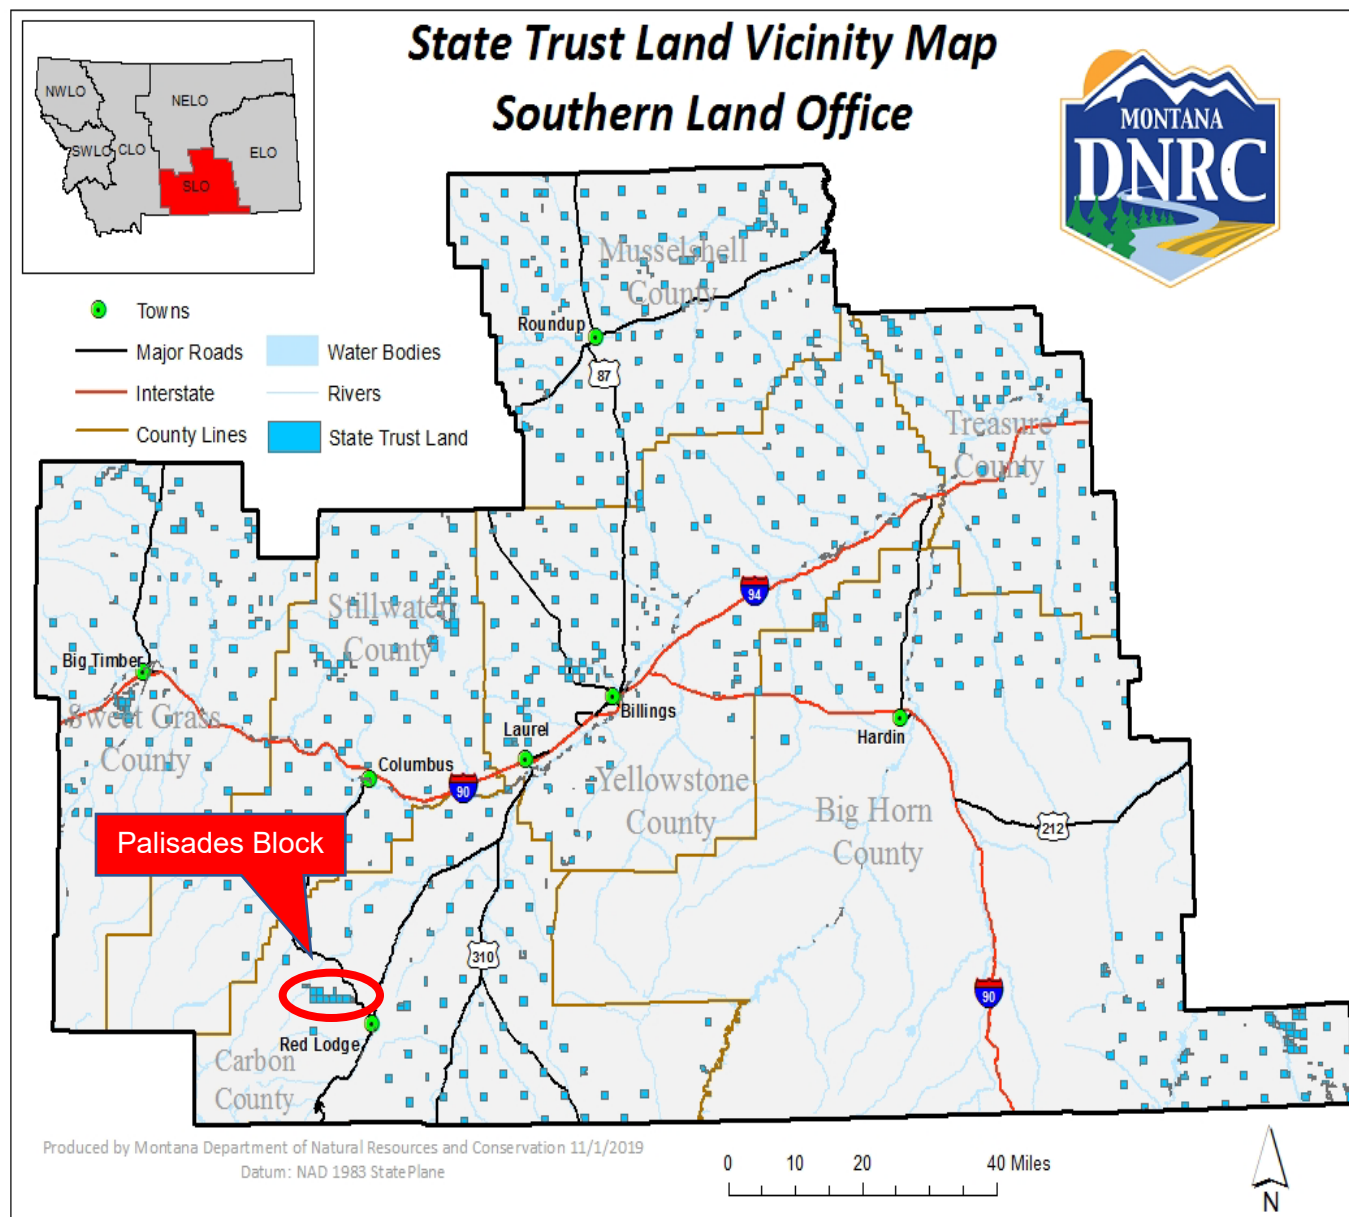 State Trust Land Vicinity Map
Southern Land Office
NWLO
SWLO
CLO
NELO
ELO
SLO
MONTANA
DNRC
Towns
Major Roads
Interstate
County Lines
Water Bodies
Rivers
State Trust Land
Musselshell
County
Roundup
87
Treasure
County
Stillwater
County
94
Big Timber
Sweet Grass
County
Billings
Laurel
Hardin
Columbus
90
Yellowstone
County
Big Horn
County
212
Palisades Block
310
90
Red Lodge
Carbon
County
Produced by Montana Department of Natural Resources and Conservation 11/1/2019
Datum: NAD 1983 StatePlane
0 10 20 40 Miles
N